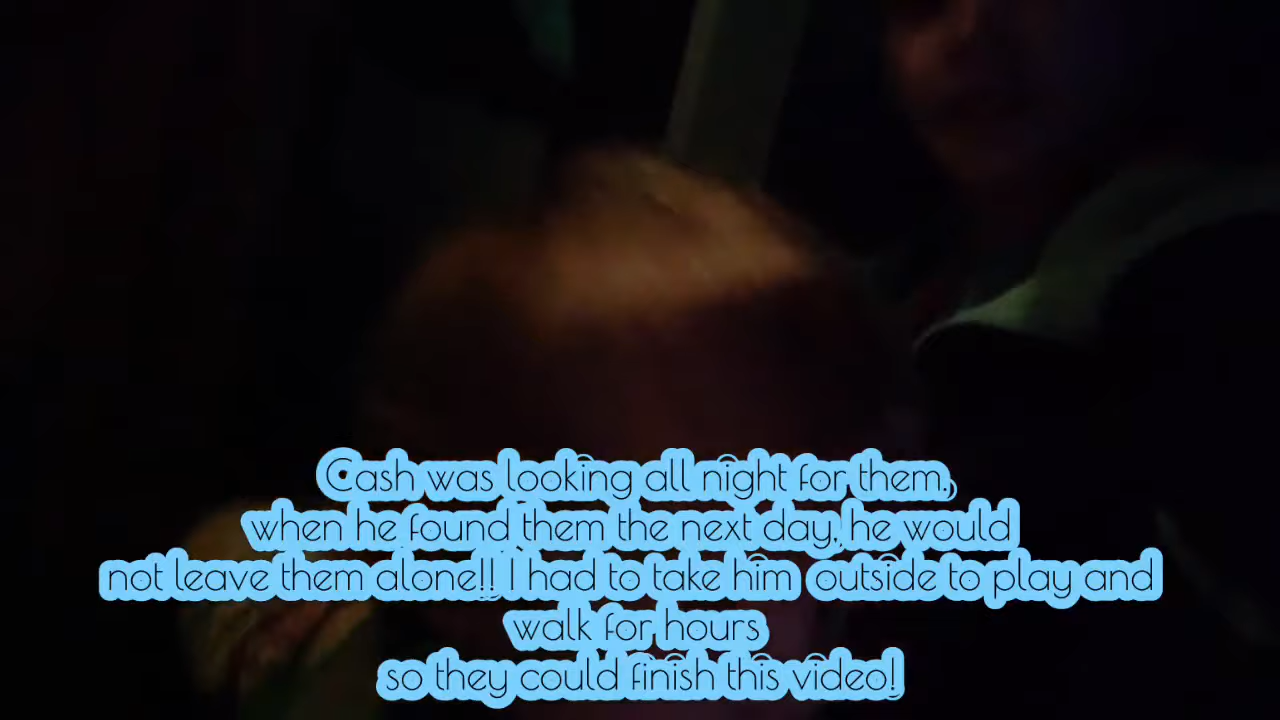 Cash was looking all night for them,
when he found them the next day, he would
not leave them alone!! I had to take him outside to play and
walk for hours
so they could finish this video!